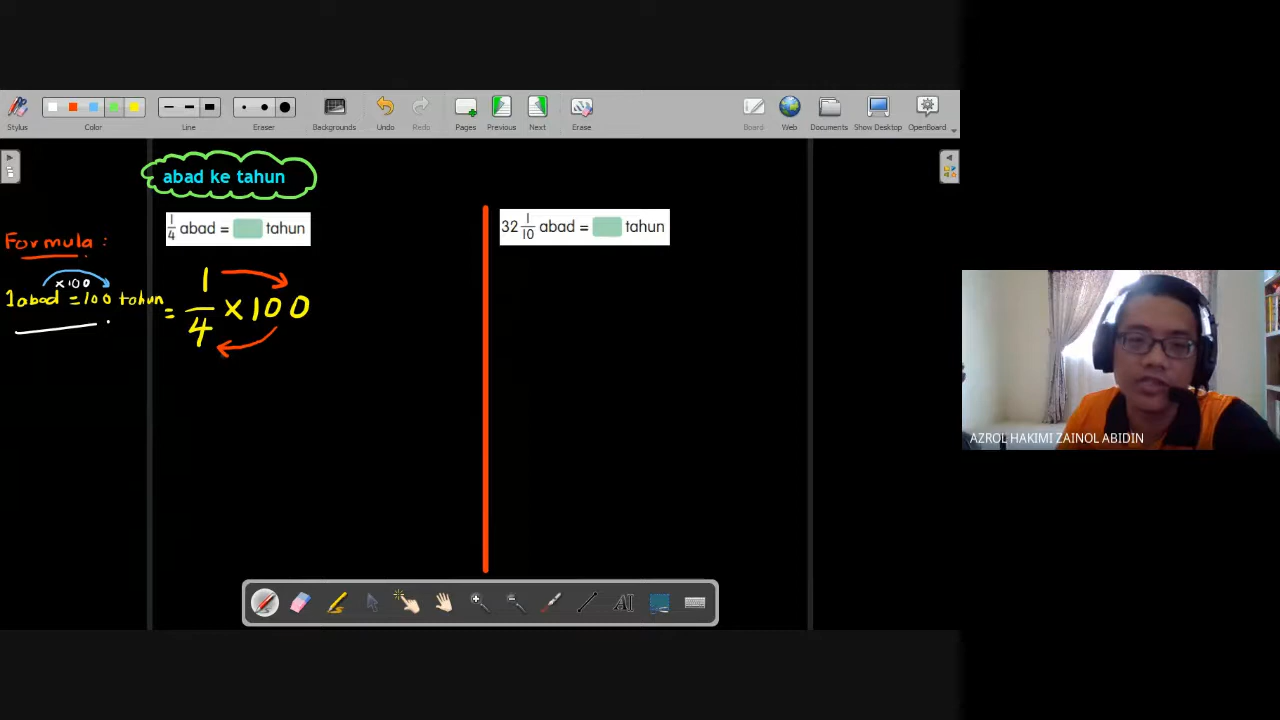 Stylus
Color
Line
Eraser
Backgrounds
Undo
Redo
Pages
Previous
Next
Erase
Board
Web
Documents
Show Desktop
OpenBoard
abad ke tahun
1/4 abad = tahun
32 1/10 abad = tahun
Formula :
x100
1 abad = 100 tahun
= 1/4 x 100
AZROL HAKIMI ZAINOL ABIDIN
AI